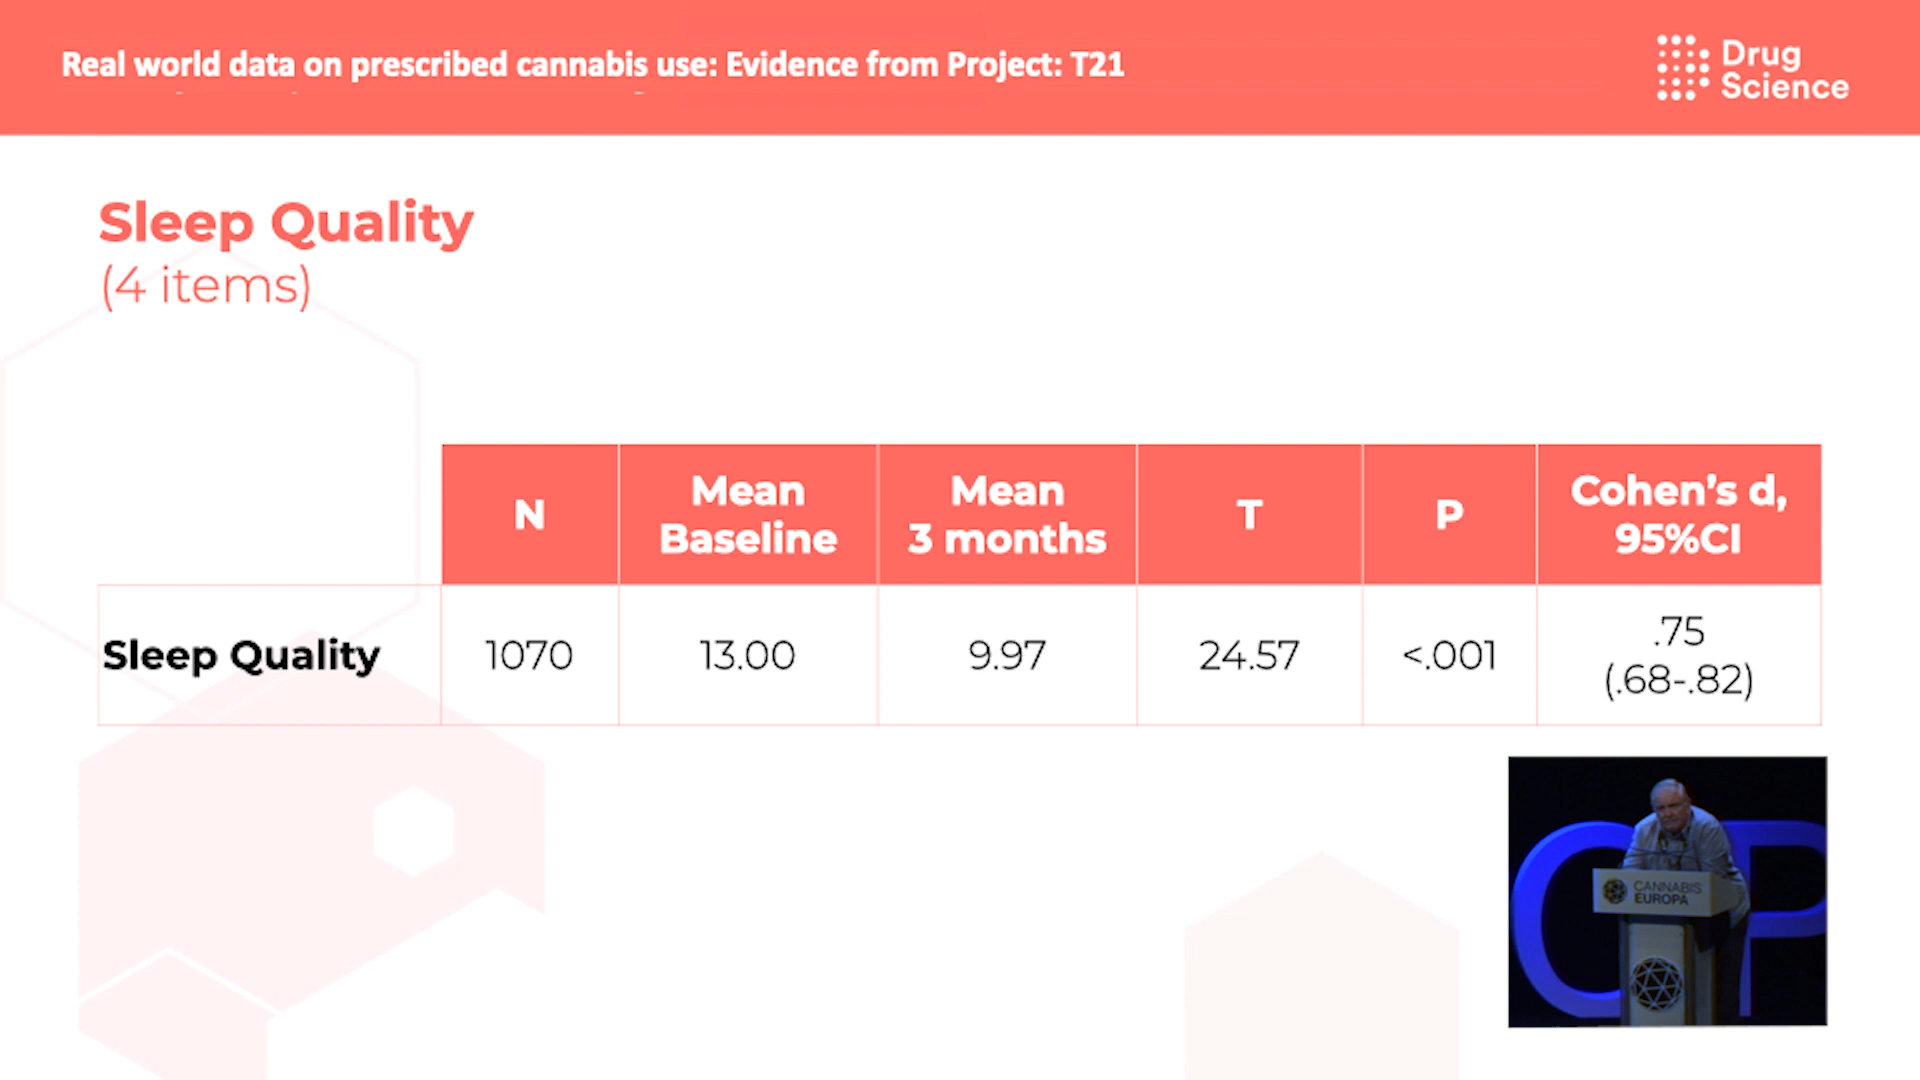 Real world data on prescribed cannabis use: Evidence from Project: T21
Drug
Science
Sleep Quality
(4 items)
N
Mean
Baseline
Mean
3 months
T
P
Cohen's d,
95%CI
Sleep Quality
1070
13.00
9.97
24.57
<.001
.75
(.68-.82)
CANNABIS
EUROPA